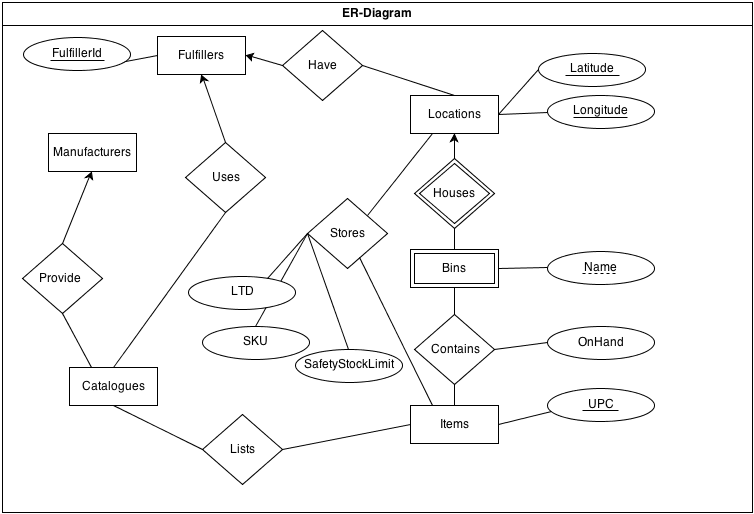 ER-Diagram
FulfillerId
Fulfillers
Have
Latitude
Locations
Longitude
Manufacturers
Uses
Houses
Stores
Provide
Bins
Name
LTD
SKU
OnHand
Contains
SafetyStockLimit
Catalogues
UPC
Items
Lists